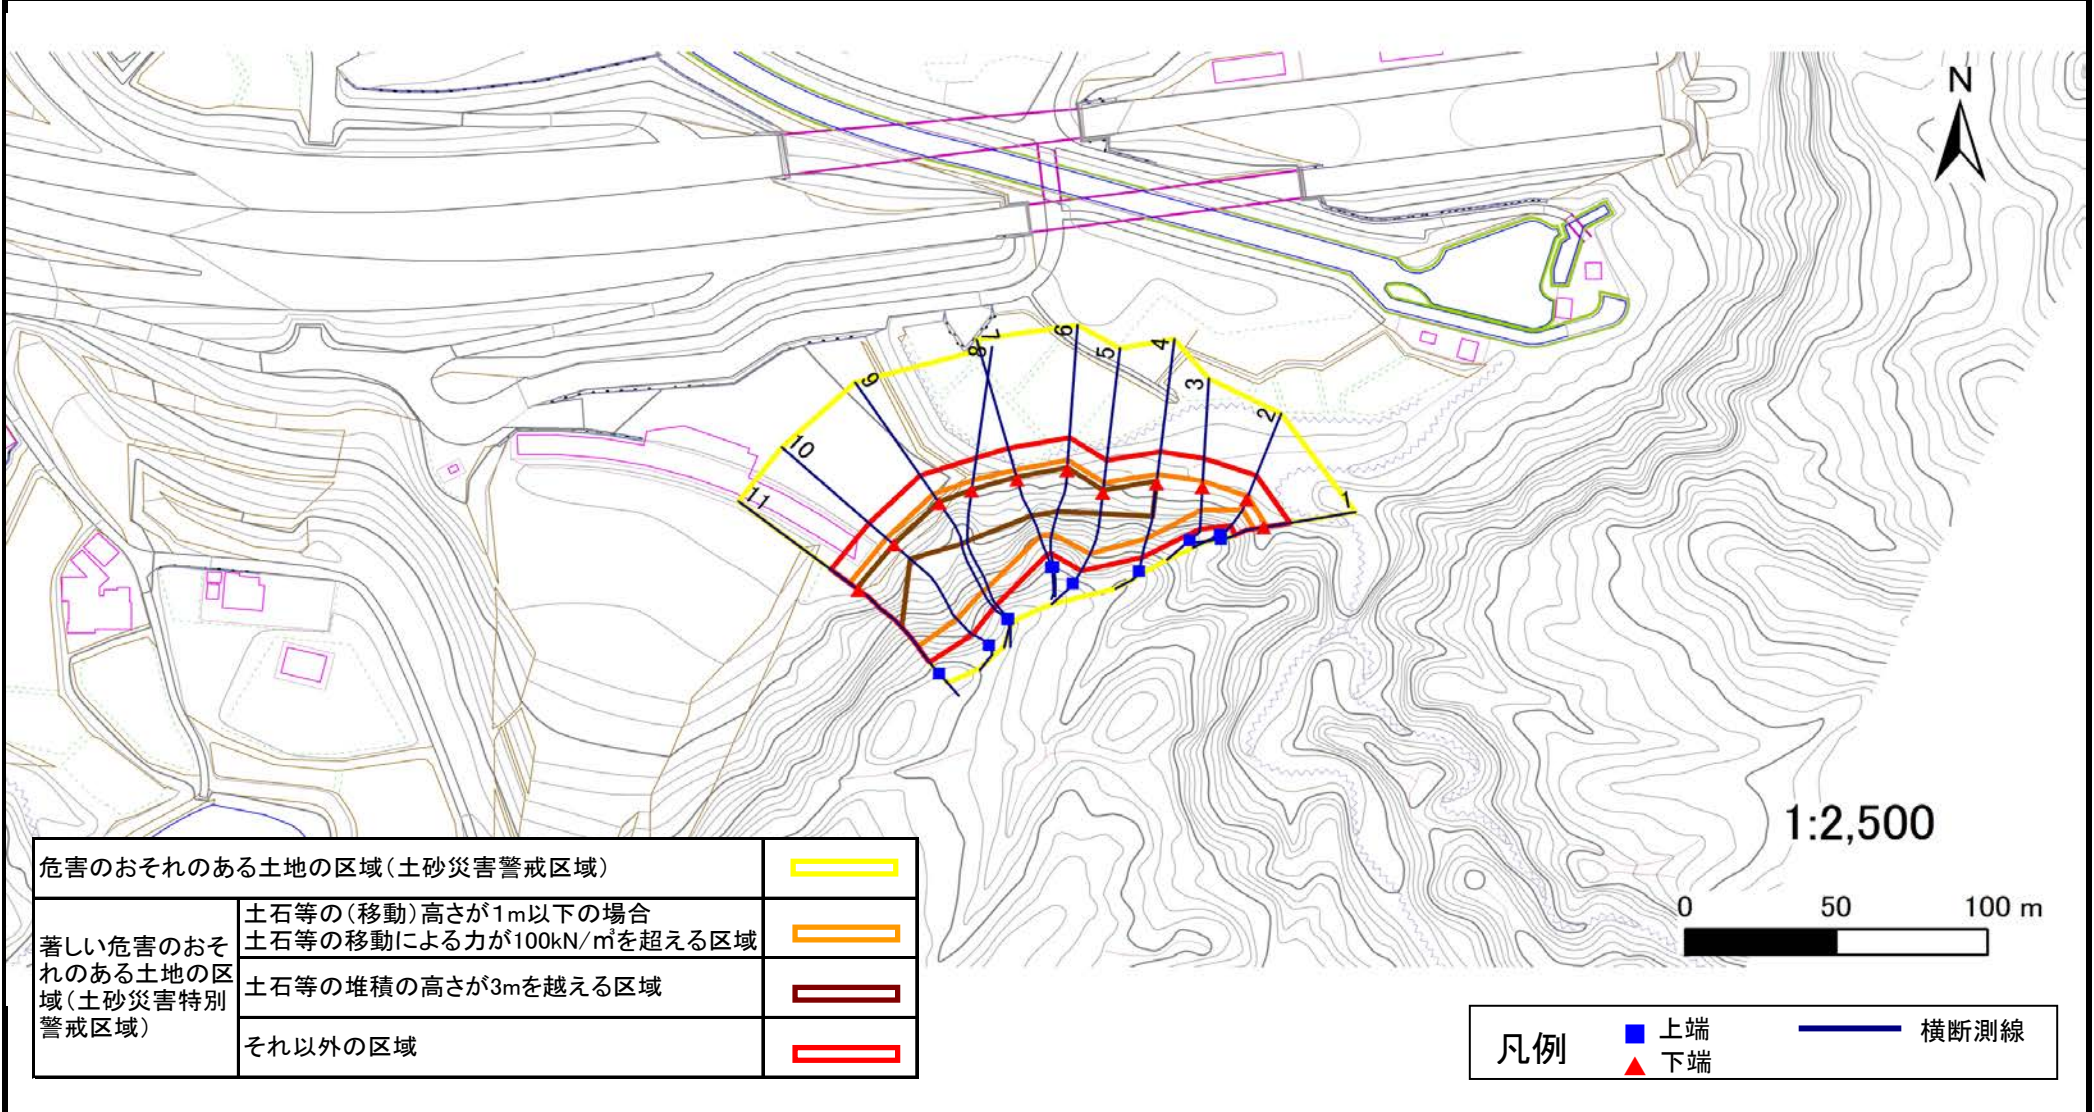 N
7
6
8
5
4
3
9
2
10
11
1
1:2,500
0 50 100 m
危害のおそれのある土地の区域(土砂災害警戒区域)
著しい危害のおそ
れのある土地の区
域(土砂災害特別
警戒区域)
土石等の(移動)高さが1m以下の場合
土石等の移動による力が100kN/㎡を超える区域
土石等の堆積の高さが3mを越える区域
それ以外の区域
凡例
上端
下端
横断測線